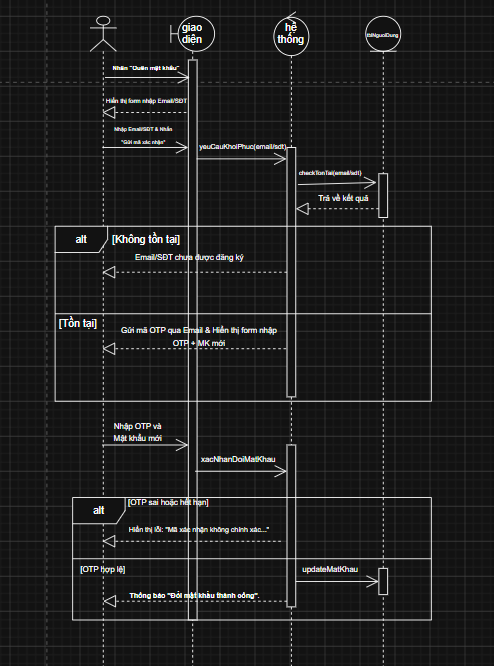 giao
diện
hề
thống
tblNguoiDung
Nhấn "Quên mật khẩu"
Hiển thị form nhập Email/SĐT
Nhập Email/SĐT & Nhấn
"Gửi mã xác nhận"
yeuCauKhoiPhuc(email/sdt)
checkTonTai(email/sdt)
Trả về kết quả
alt
[Không tồn tại]
Email/SĐT chưa được đăng ký
[Tồn tại]
Gửi mã OTP qua Email & Hiển thị form nhập
OTP + MK mới
Nhập OTP và
Mật khẩu mới
xacNhanDoiMatKhau
alt
[OTP sai hoặc hết hạn]
Hiển thị lỗi: "Mã xác nhận không chính xác..."
[OTP hợp lệ]
updateMatKhau
Thông báo "Đổi mật khẩu thành công".